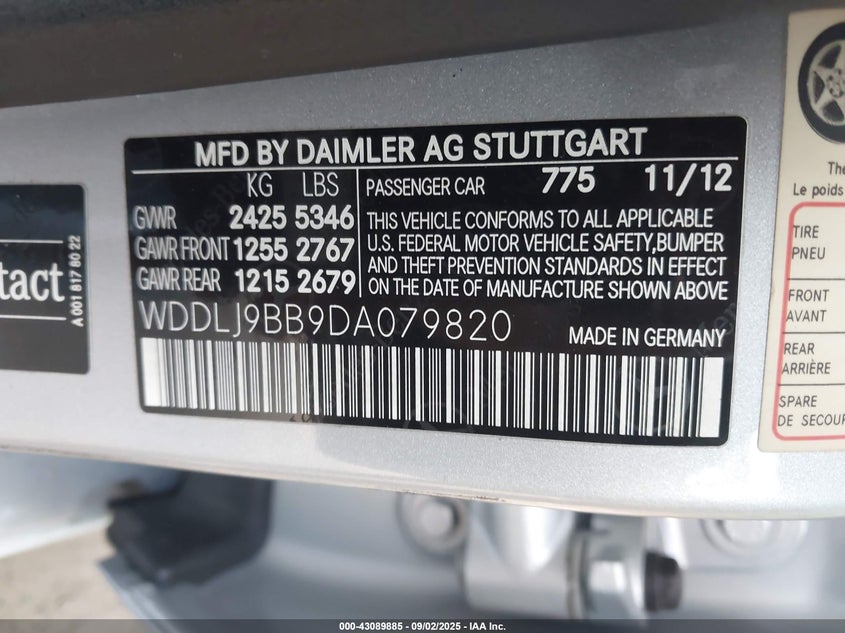 MFD BY DAIMLER AG STUTTGART
KG LBS
GVWR 2425 5346
GAWR FRONT 1255 2767
GAWR REAR 1215 2679
PASSENGER CAR 775 11/12
THIS VEHICLE CONFORMS TO ALL APPLICABLE
U.S. FEDERAL MOTOR VEHICLE SAFETY,BUMPER
AND THEFT PREVENTION STANDARDS IN EFFECT
ON THE DATE OF MANUFACTURE SHOWN ABOVE
WDDLJ9BB9DA079820 MADE IN GERMANY
tact
A 001 817 80 22
The
Le poids
TIRE
PNEU
FRONT
AVANT
REAR
ARRIÈRE
SPARE
DE SECOUR
000-43089885 - 09/02/2025 - IAA Inc.